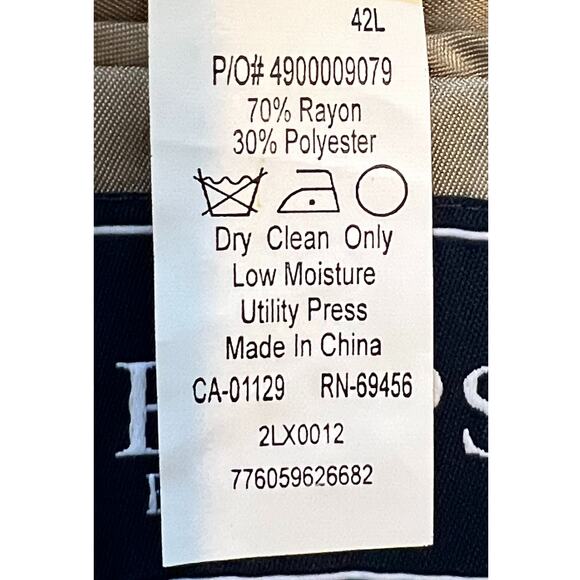 42L
P/O# 4900009079
70% Rayon
30% Polyester
Dry Clean Only
Low Moisture
Utility Press
Made In China
CA-01129 RN-69456
2LX0012
776059626682